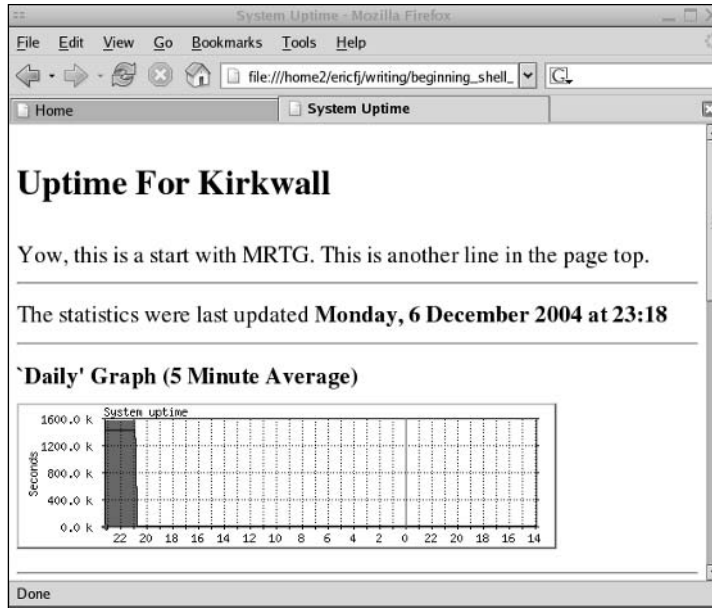 System Uptime - Mozilla Firefox
File Edit View Go Bookmarks Tools Help
file:///home2/ericfj/writing/beginning_shell_
G
Home
System Uptime
Uptime For Kirkwall
Yow, this is a start with MRTG. This is another line in the page top.
The statistics were last updated Monday, 6 December 2004 at 23:18
`Daily' Graph (5 Minute Average)
System uptime
1600.0 k
1200.0 k
800.0 k
400.0 k
0.0 k
Seconds
22 20 18 16 14 12 10 8 6 4 2 0 22 20 18 16 14
Done